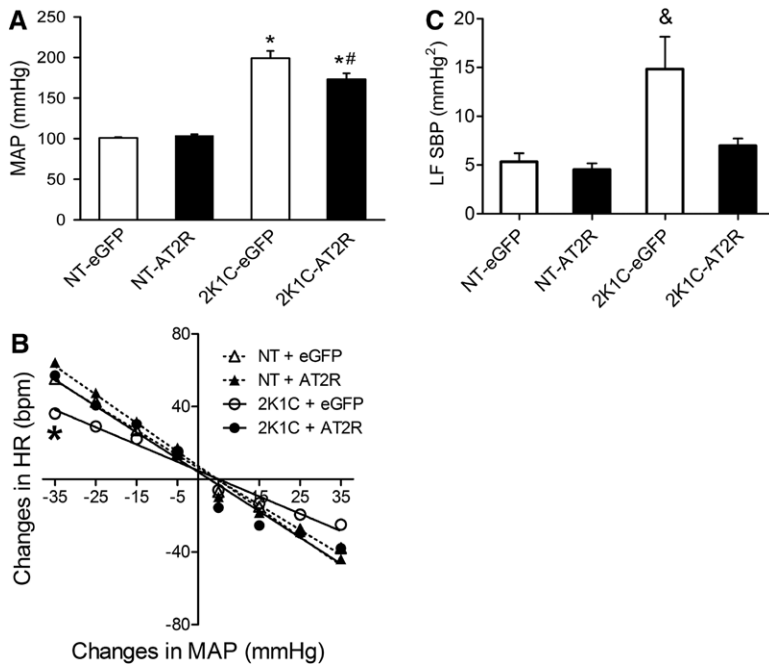 A
MAP (mmHg)
250
200
150
100
50
0
*
*#
NT-eGFP
NT-AT2R
2K1C-eGFP
2K1C-AT2R
C
LF SBP (mmHg²)
20
15
10
5
0
&
NT-eGFP
NT-AT2R
2K1C-eGFP
2K1C-AT2R
B
Changes in HR (bpm)
80
40
-40
-80
NT + eGFP
NT + AT2R
2K1C + eGFP
2K1C + AT2R
*
-35 -25 -15 -5 15 25 35
Changes in MAP (mmHg)